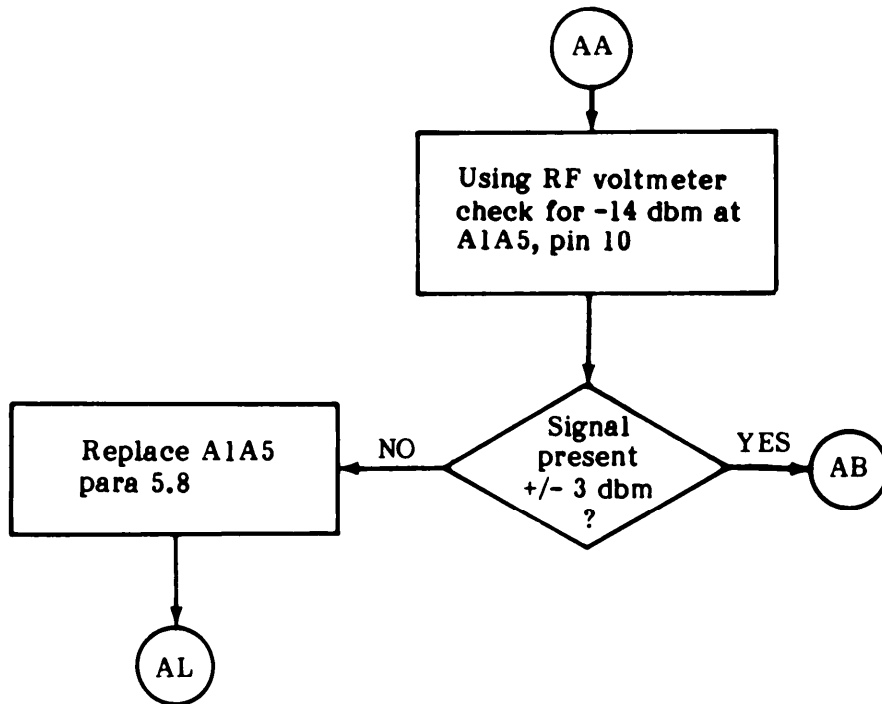 AA
Using RF voltmeter
check for -14 dbm at
A1A5, pin 10
Signal
present
+/- 3 dbm
?
NO
YES
Replace A1A5
para 5.8
AB
AL